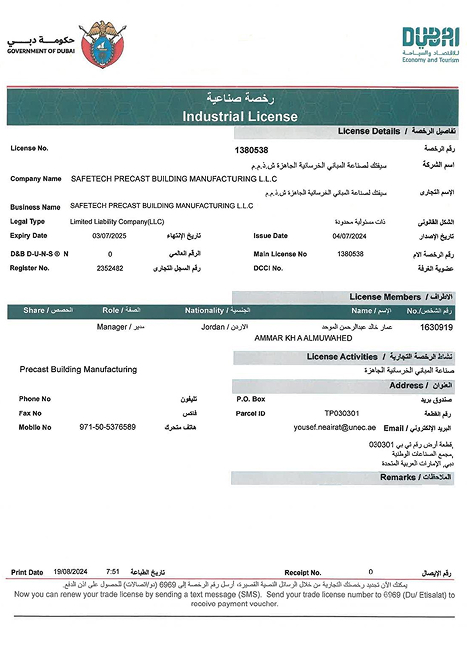 حكومة دبي
GOVERNMENT OF DUBAI
DUBAI
للاقتصاد والسياحة
Economy and Tourism
رخصة صناعية
Industrial License
License Details / تفاصيل الرخصة
License No. 1380538 رقم الرخصة
سيفتك لصناعة المباني الخرسانية الجاهزة ش.ذ.م.م اسم الشركة
Company Name SAFETECH PRECAST BUILDING MANUFACTURING L.L.C
سيفتك لصناعة المباني الخرسانية الجاهزة ش.ذ.م.م الإسم التجاري
Business Name SAFETECH PRECAST BUILDING MANUFACTURING L.L.C
Legal Type Limited Liability Company(LLC) ذات مسئولية محدودة الشكل القانوني
Expiry Date 03/07/2025 تاريخ الإنتهاء Issue Date 04/07/2024 تاريخ الإصدار
D&B D-U-N-S ® N 0 الرقم العالمي Main License No 1380538 رقم الرخصة الام
Register No. 2352482 رقم السجل التجاري DCCI No. عضوية الغرفة
License Members / الاطراف
Share / الحصص Role / الصفة Nationality / الجنسية Name / الإسم No./رقم الشخص
Manager / مدير Jordan / الاردن عمار خالد عبدالرحمن الموحد 1630919
AMMAR KH A ALMUWAHED
License Activities / نشاط الرخصة التجارية
Precast Building Manufacturing صناعة المباني الخرسانية الجاهزة
Address / العنوان
Phone No تليفون P.O. Box صندوق بريد
Fax No فاكس Parcel ID TP030301 رقم القطعة
Mobile No 971-50-5376589 هاتف متحرك yousef.neairat@unec.ae Email / البريد الإلكتروني
قطعة أرض رقم تي بي 030301,
مجمع الصناعات الوطنية,
دبي, الإمارات العربية المتحدة
Remarks / الملاحظات
Print Date 19/08/2024 7:51 تاريخ الطباعة Receipt No. 0 رقم الإيصال
يمكنك الآن تجديد رخصتك التجارية من خلال الرسائل النصية القصيرة, أرسل رقم الرخصة إلى 6969 (دو/اتصالات) للحصول على اذن الدفع.
Now you can renew your trade license by sending a text message (SMS). Send your trade license number to 6969 (Du/ Etisalat) to
receive payment voucher.